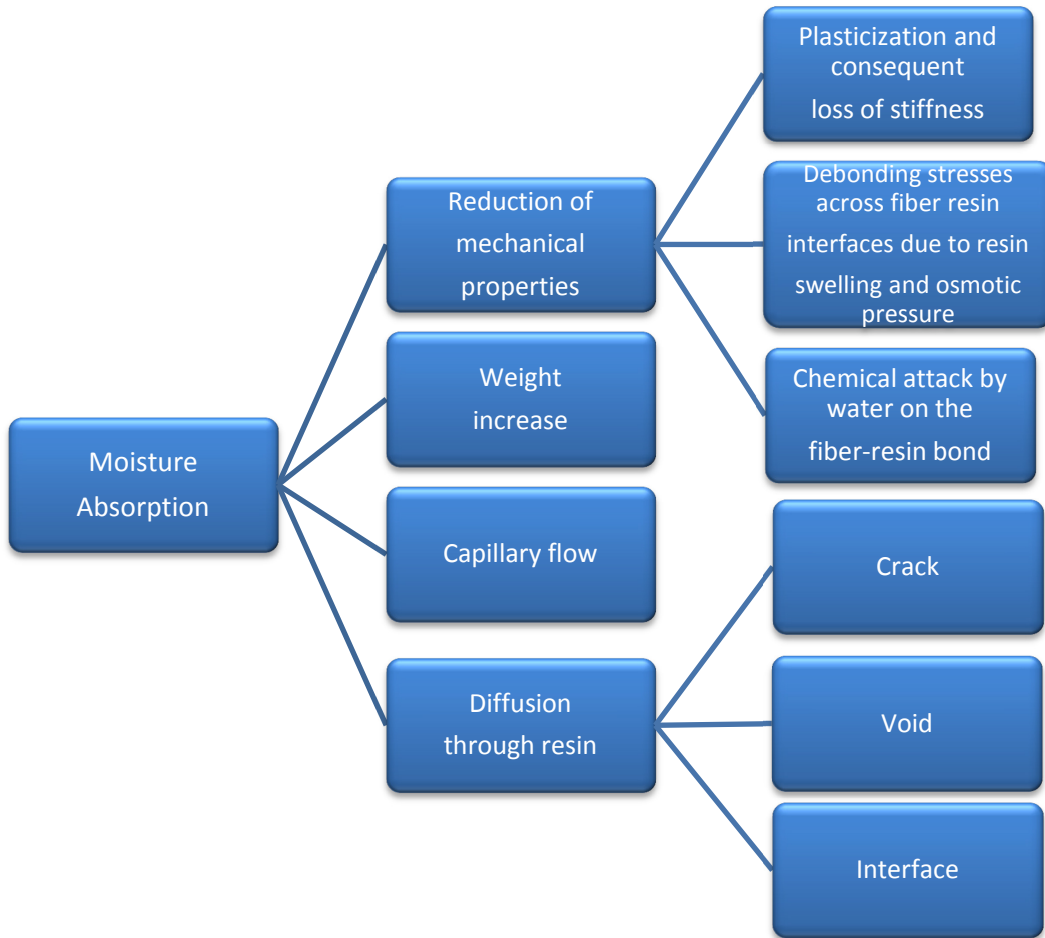 Plasticization and
consequent
loss of stiffness
Debonding stresses
across fiber resin
interfaces due to resin
swelling and osmotic
pressure
Reduction of
mechanical
properties
Chemical attack by
water on the
fiber-resin bond
Weight
increase
Moisture
Absorption
Capillary flow
Crack
Diffusion
through resin
Void
Interface